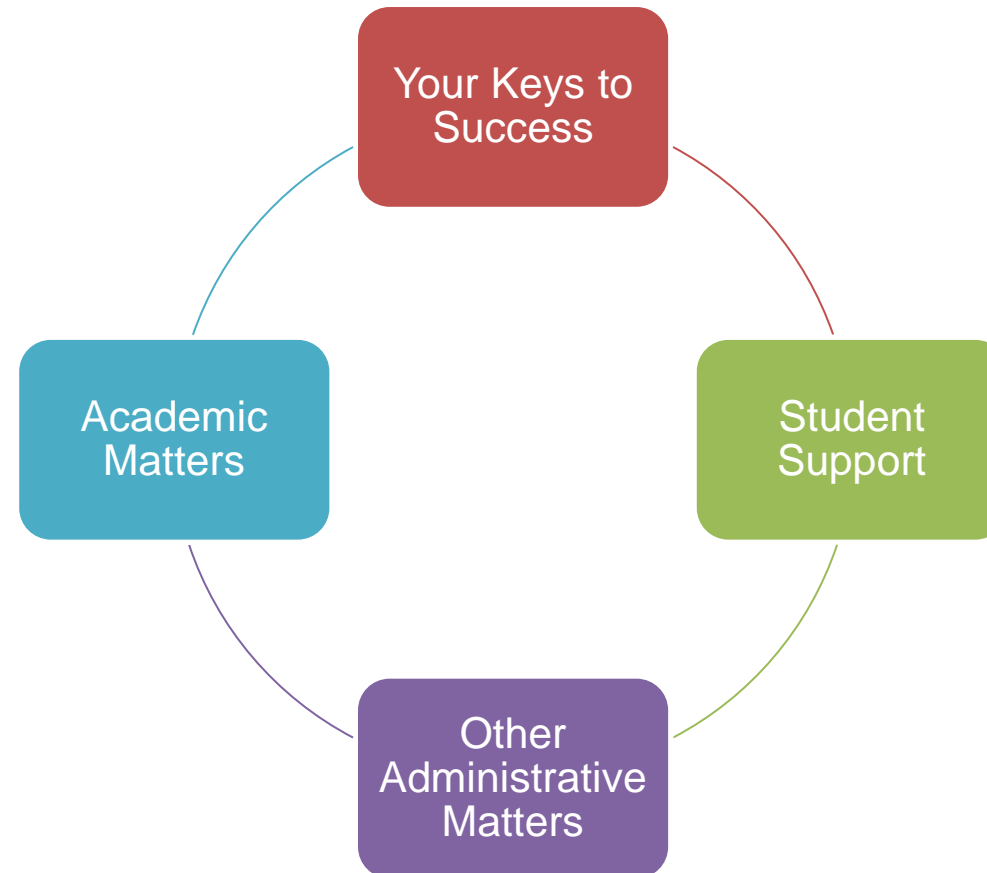 Your Keys to
Success
Academic
Matters
Student
Support
Other
Administrative
Matters